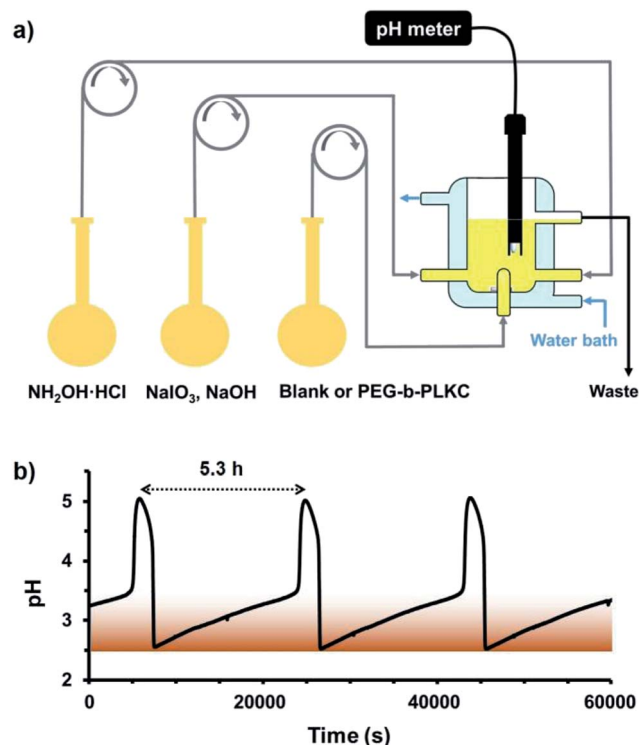 a)
pH meter
Water bath
NH₂OH·HCl NaIO₃, NaOH Blank or PEG-b-PLKC Waste
b)
5.3 h
5
4
3
2
pH
0 20000 40000 60000
Time (s)